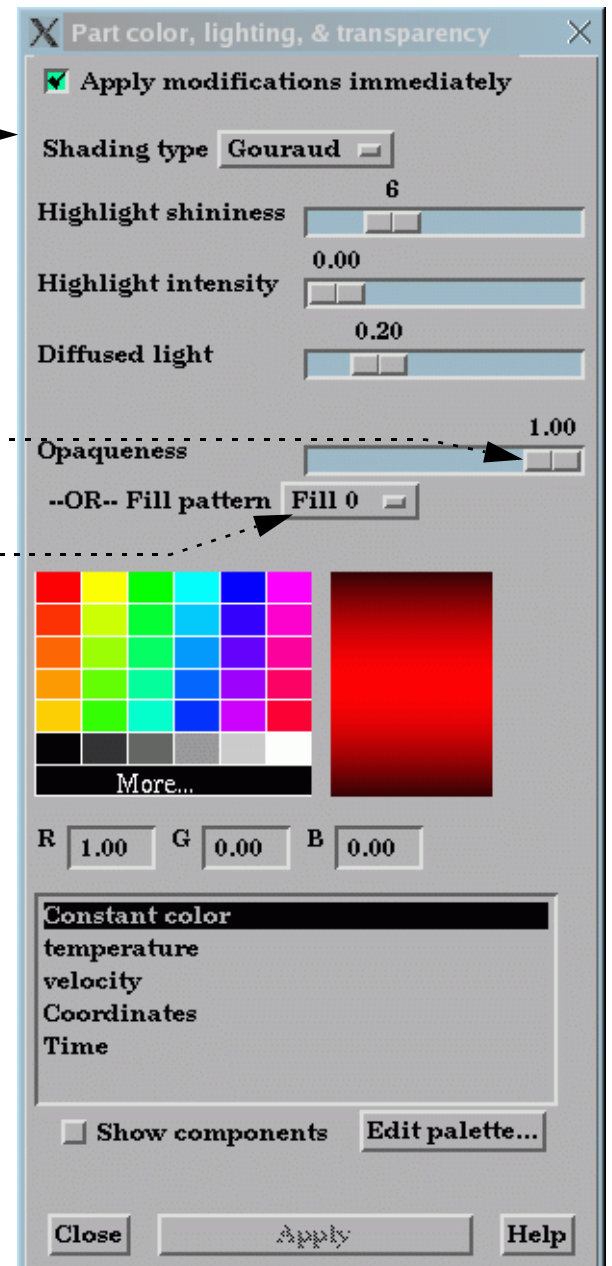 Part color, lighting, & transparency
Apply modifications immediately
Shading type Gouraud
6
Highlight shininess
0.00
Highlight intensity
0.20
Diffused light
1.00
Opaqueness
--OR-- Fill pattern Fill 0
More...
R 1.00 G 0.00 B 0.00
Constant color
temperature
velocity
Coordinates
Time
Show components Edit palette...
Close Apply Help